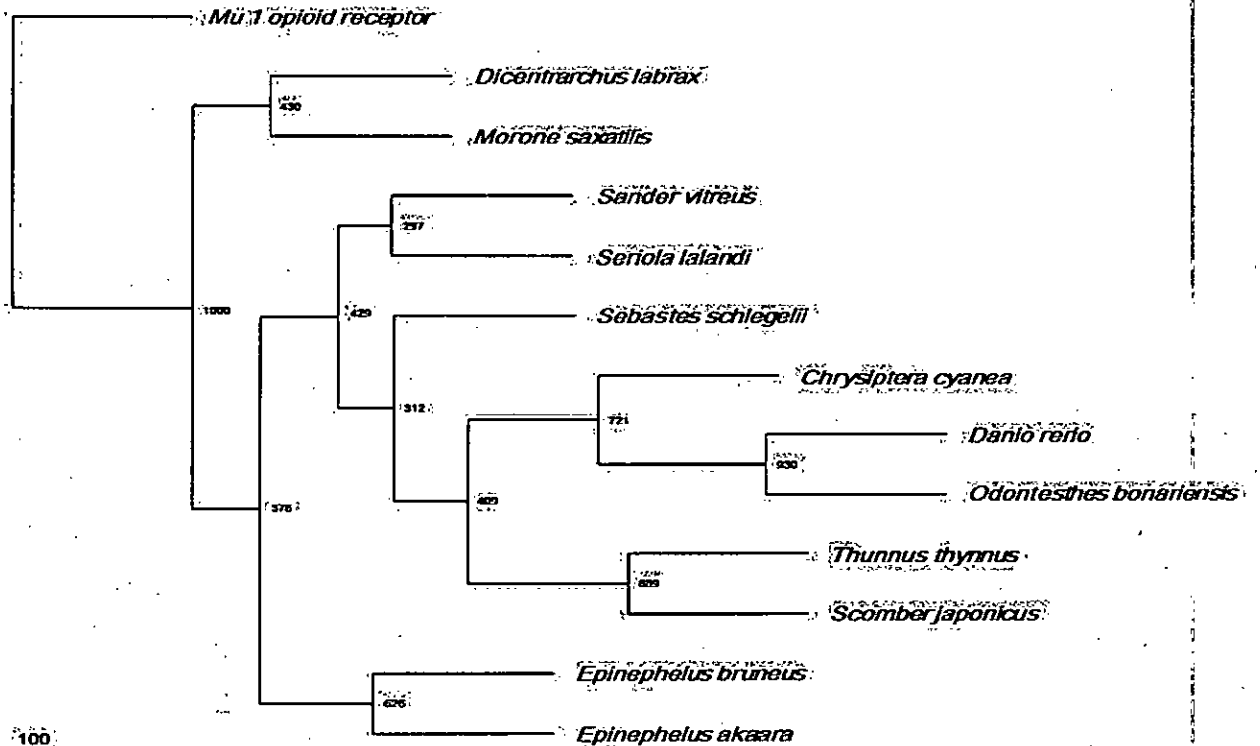 Mu 1 opioid receptor
Dicentrarchus labrax
430
Morone saxatilis
Sander vitreus
297
Seriola lalandi
1000
429
Sebastes schlegelii
Chrysiptera cyanea
312
721
Danio rerio
930
Odontesthes bonariensis
Thunnus thynnus
Scomber japonicus
Epinephelus bruneus
626
Epinephelus akaara
100